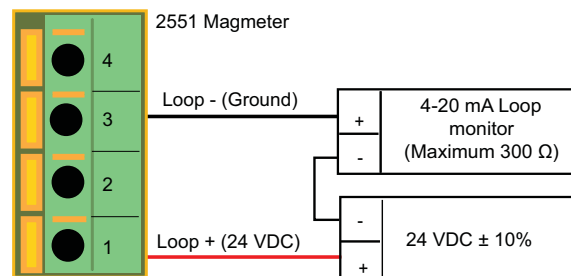 2551 Magmeter
4
3
2
1
Loop - (Ground)
Loop + (24 VDC)
+
-
4-20 mA Loop
monitor
(Maximum 300 Ω)
-
+
24 VDC ± 10%